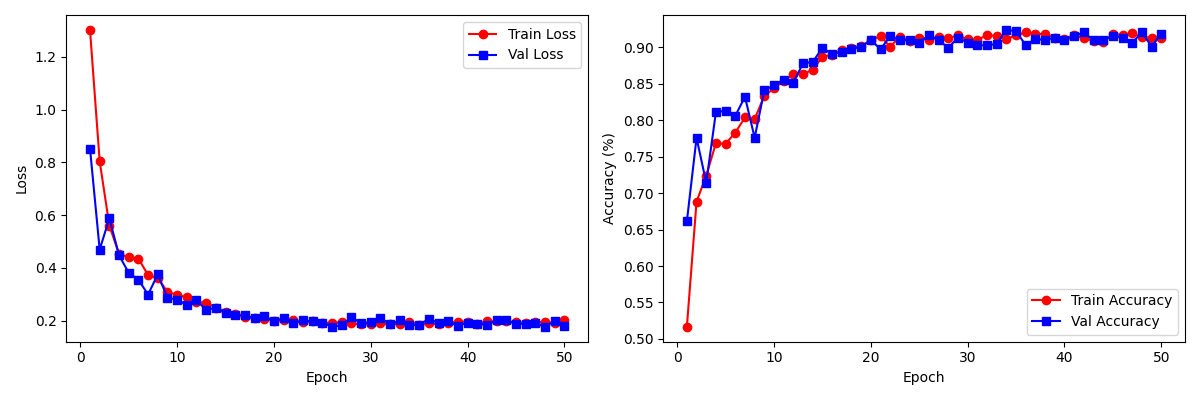 Train Loss
Val Loss
1.2
1.0
0.8
0.6
0.4
0.2
Loss
0 10 20 30 40 50
Epoch
0.90
0.85
0.80
0.75
0.70
0.65
0.60
0.55
0.50
Accuracy (%)
Train Accuracy
Val Accuracy
0 10 20 30 40 50
Epoch